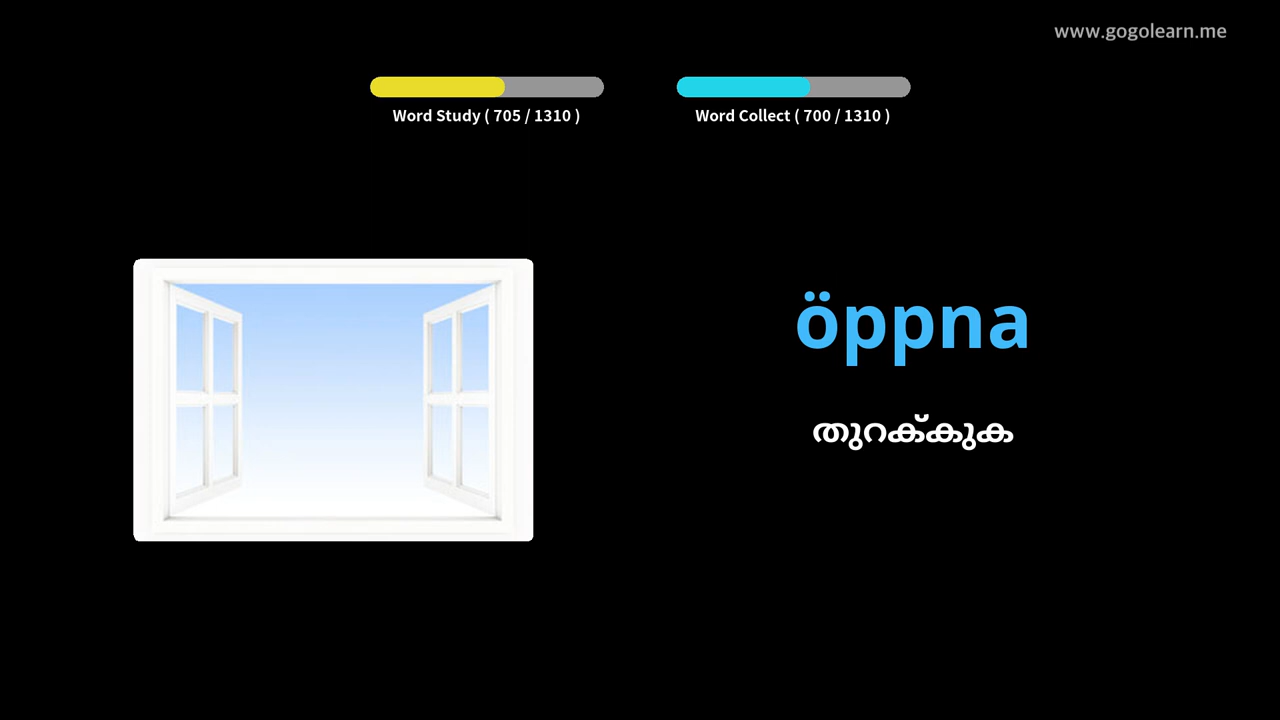 www.gogolearn.me
Word Study ( 705 / 1310 )
Word Collect ( 700 / 1310 )
öppna
തുറക്കുക